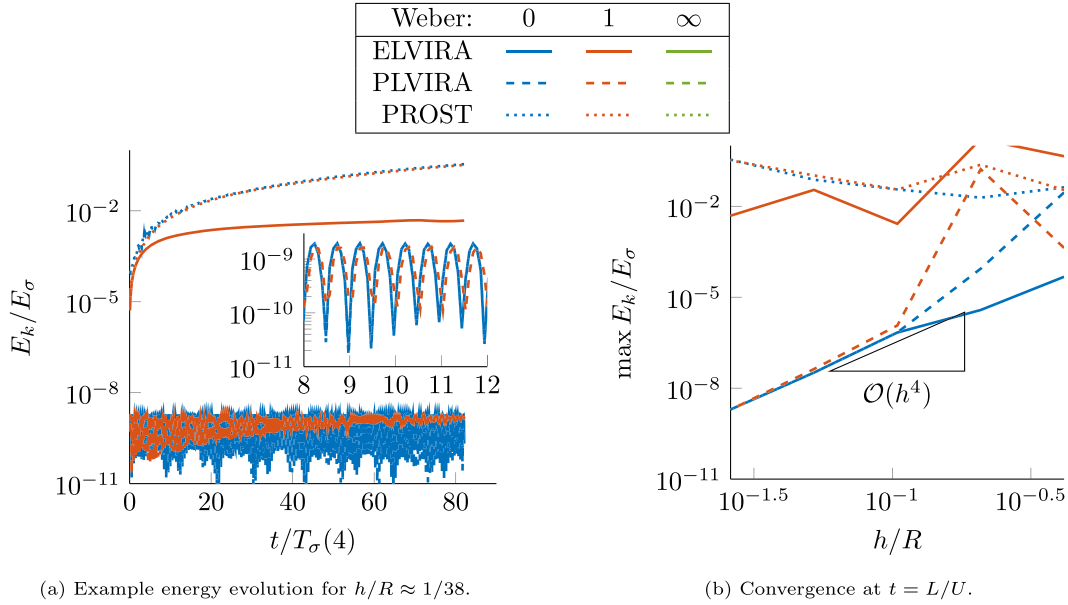 Weber: 0 1 ∞
ELVIRA
PLVIRA
PROST
E_k/E_σ
10^−2
10^−5
10^−8
10^−11
0 20 40 60 80
t/T_σ(4)
10^−9
10^−10
10^−11
8 9 10 11 12
(a) Example energy evolution for h/R ≈ 1/38.
max E_k/E_σ
10^−2
10^−5
10^−8
10^−11
O(h^4)
10^−1.5 10^−1 10^−0.5
h/R
(b) Convergence at t = L/U.